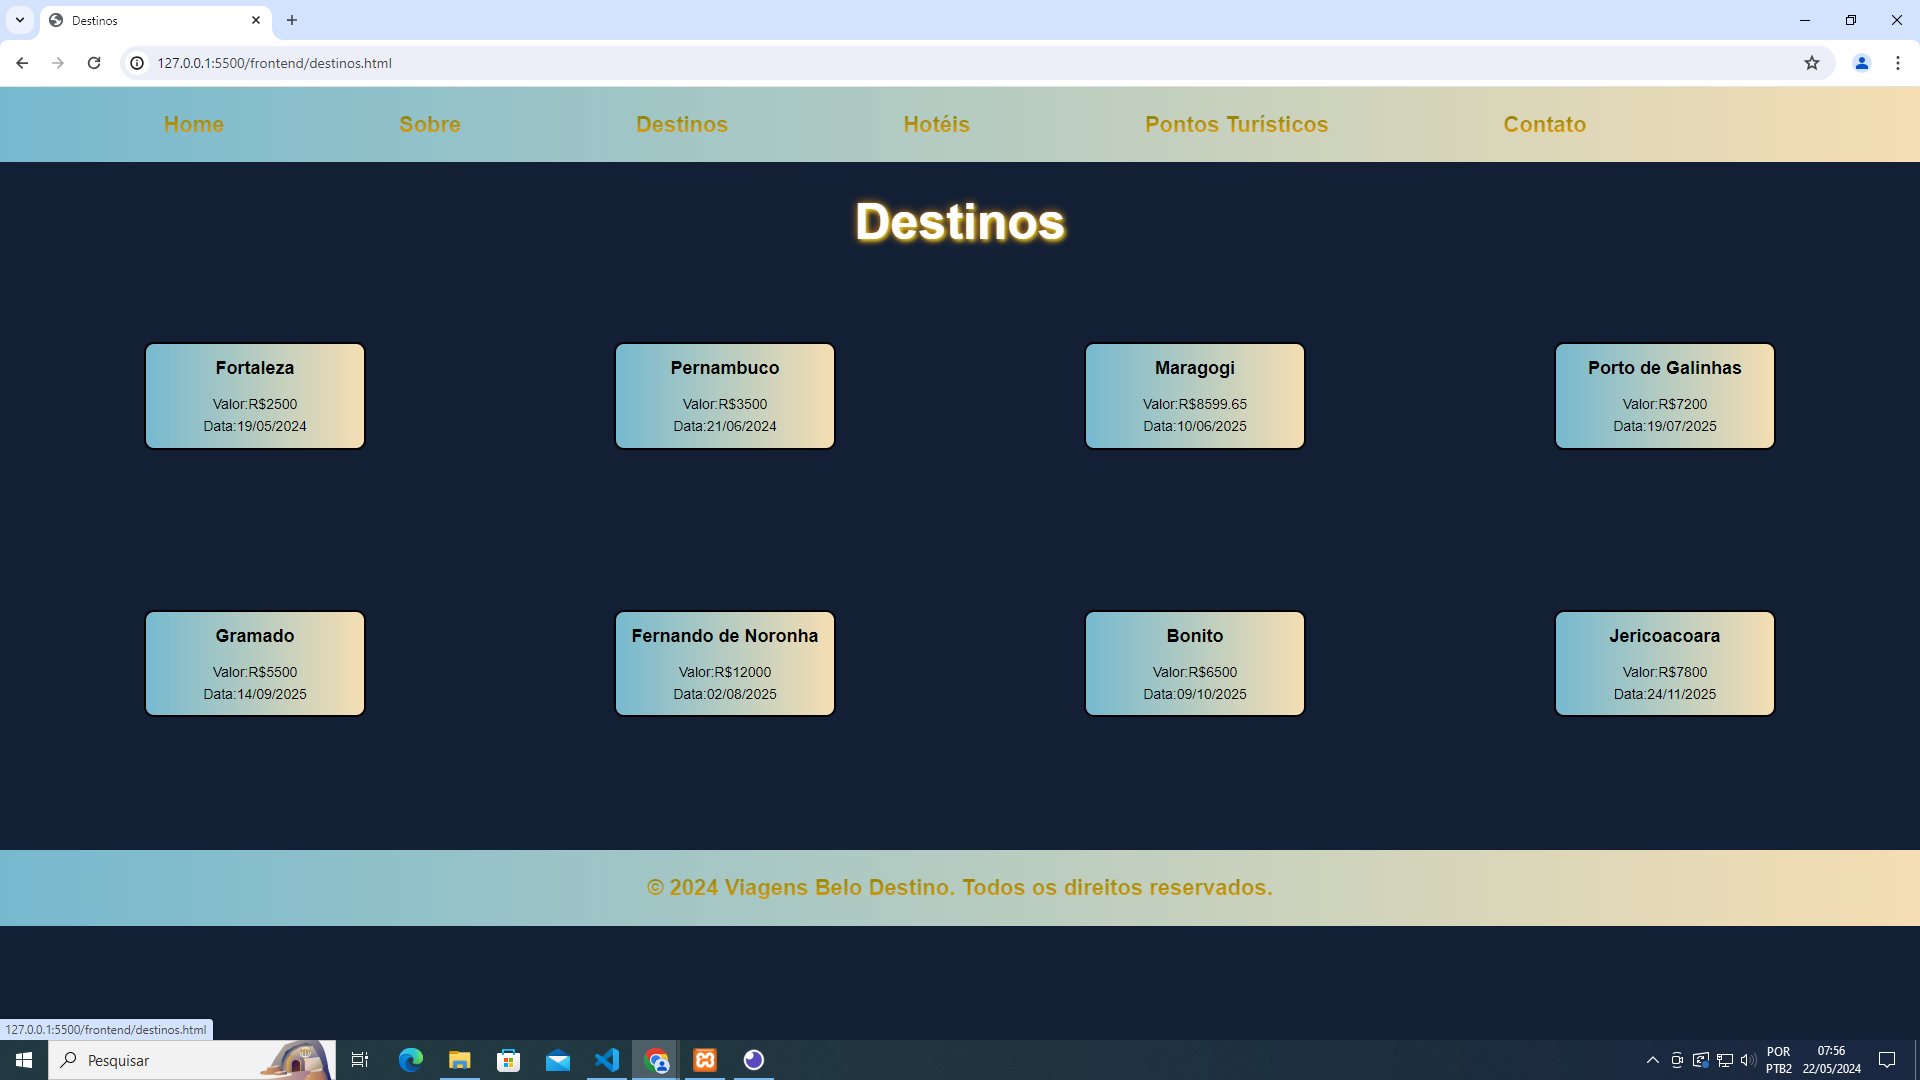 Destinos
127.0.0.1:5500/frontend/destinos.html
Home Sobre Destinos Hotéis Pontos Turísticos Contato
Destinos
Fortaleza
Valor:R$2500
Data:19/05/2024
Pernambuco
Valor:R$3500
Data:21/06/2024
Maragogi
Valor:R$8599.65
Data:10/06/2025
Porto de Galinhas
Valor:R$7200
Data:19/07/2025
Gramado
Valor:R$5500
Data:14/09/2025
Fernando de Noronha
Valor:R$12000
Data:02/08/2025
Bonito
Valor:R$6500
Data:09/10/2025
Jericoacoara
Valor:R$7800
Data:24/11/2025
© 2024 Viagens Belo Destino. Todos os direitos reservados.
127.0.0.1:5500/frontend/destinos.html
Pesquisar
POR
PTB2
07:56
22/05/2024